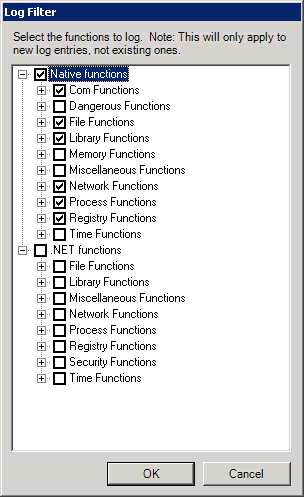 Log Filter
Select the functions to log. Note: This will only apply to
new log entries, not existing ones.
Native functions
Com Functions
Dangerous Functions
File Functions
Library Functions
Memory Functions
Miscellaneous Functions
Network Functions
Process Functions
Registry Functions
Time Functions
.NET functions
File Functions
Library Functions
Miscellaneous Functions
Network Functions
Process Functions
Registry Functions
Security Functions
Time Functions
OK Cancel